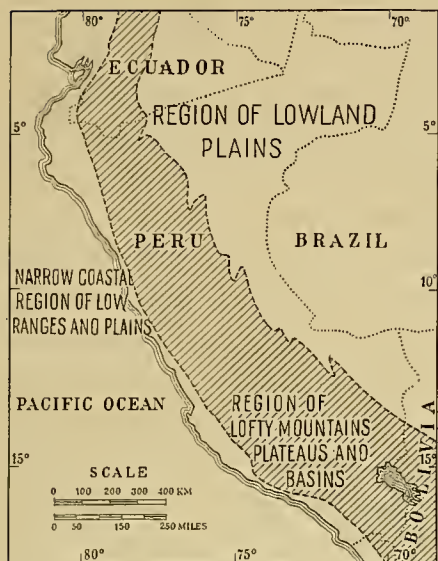 80° 75° 70°
ECUADOR
REGION OF LOWLAND
PLAINS
5° 5°
PERU BRAZIL
NARROW COASTAL
REGION OF LOW
RANGES AND PLAINS
10°
PACIFIC OCEAN
REGION OF
LOFTY MOUNTAINS
PLATEAUS AND
BASINS
BOLIVIA
15° 15°
SCALE
0 100 200 300 400 KM
0 50 150 250 MILES
80° 75° 70°